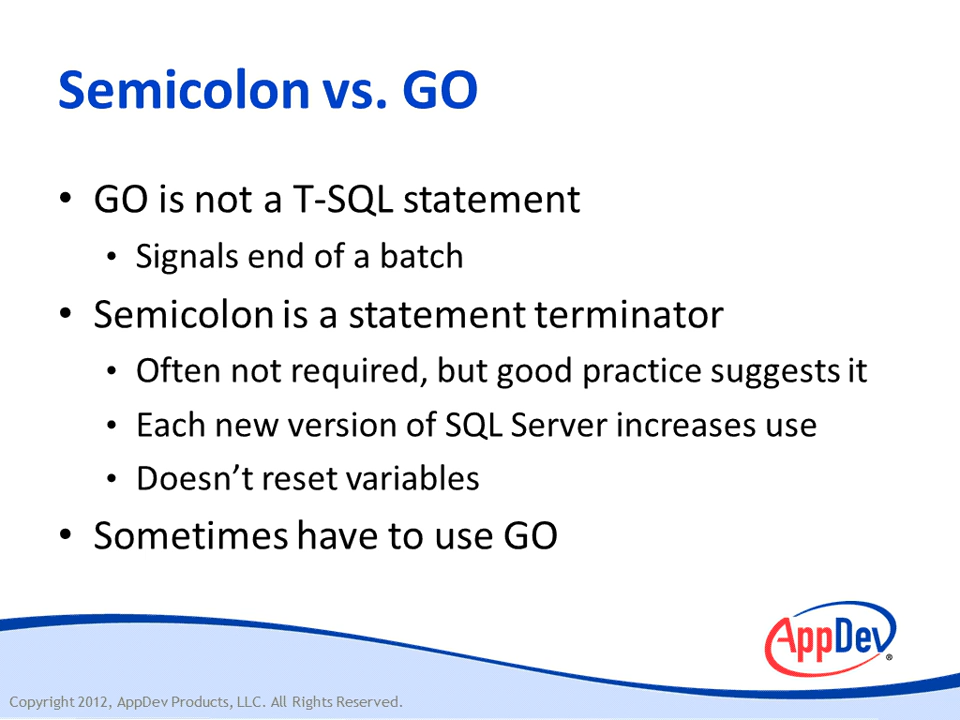 Semicolon vs. GO
• GO is not a T-SQL statement
• Signals end of a batch
• Semicolon is a statement terminator
• Often not required, but good practice suggests it
• Each new version of SQL Server increases use
• Doesn’t reset variables
• Sometimes have to use GO
AppDev®
Copyright 2012, AppDev Products, LLC. All Rights Reserved.